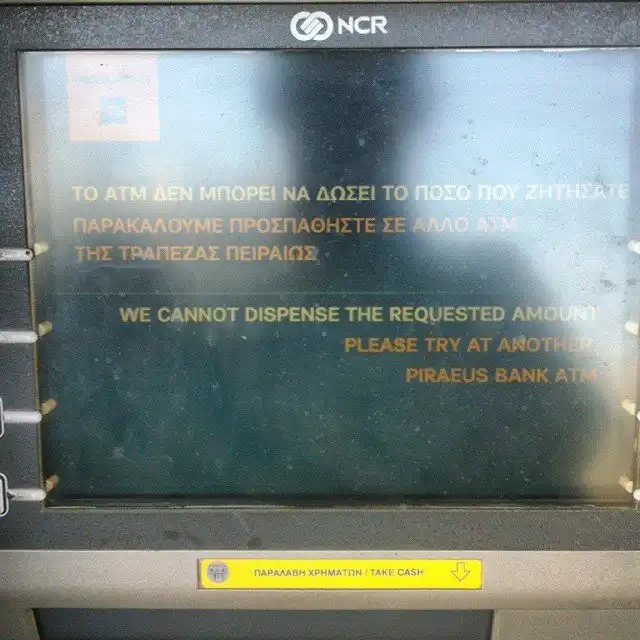 NCR
ΤΟ ΑΤΜ ΔΕΝ ΜΠΟΡΕΙ ΝΑ ΔΩΣΕΙ ΤΟ ΠΟΣΟ ΠΟΥ ΖΗΤΗΣΑΤΕ
ΠΑΡΑΚΑΛΟΥΜΕ ΠΡΟΣΠΑΘΗΣΤΕ ΣΕ ΑΛΛΟ ΑΤΜ
ΤΗΣ ΤΡΑΠΕΖΑΣ ΠΕΙΡΑΙΩΣ
WE CANNOT DISPENSE THE REQUESTED AMOUNT
PLEASE TRY AT ANOTHER
PIRAEUS BANK ATM
ΠΑΡΑΛΑΒΗ ΧΡΗΜΑΤΩΝ / TAKE CASH